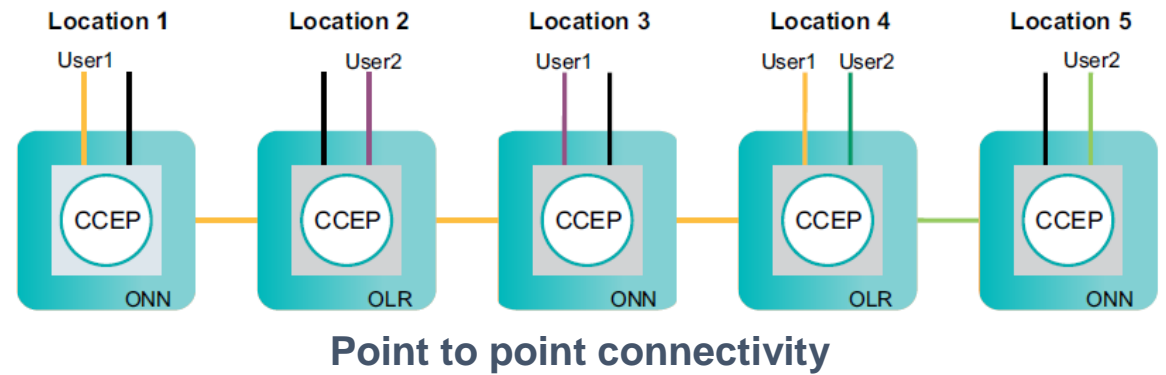 Location 1 Location 2 Location 3 Location 4 Location 5
User1 User2 User1 User1 User2 User2
CCEP CCEP CCEP CCEP CCEP
ONN OLR ONN OLR ONN
Point to point connectivity